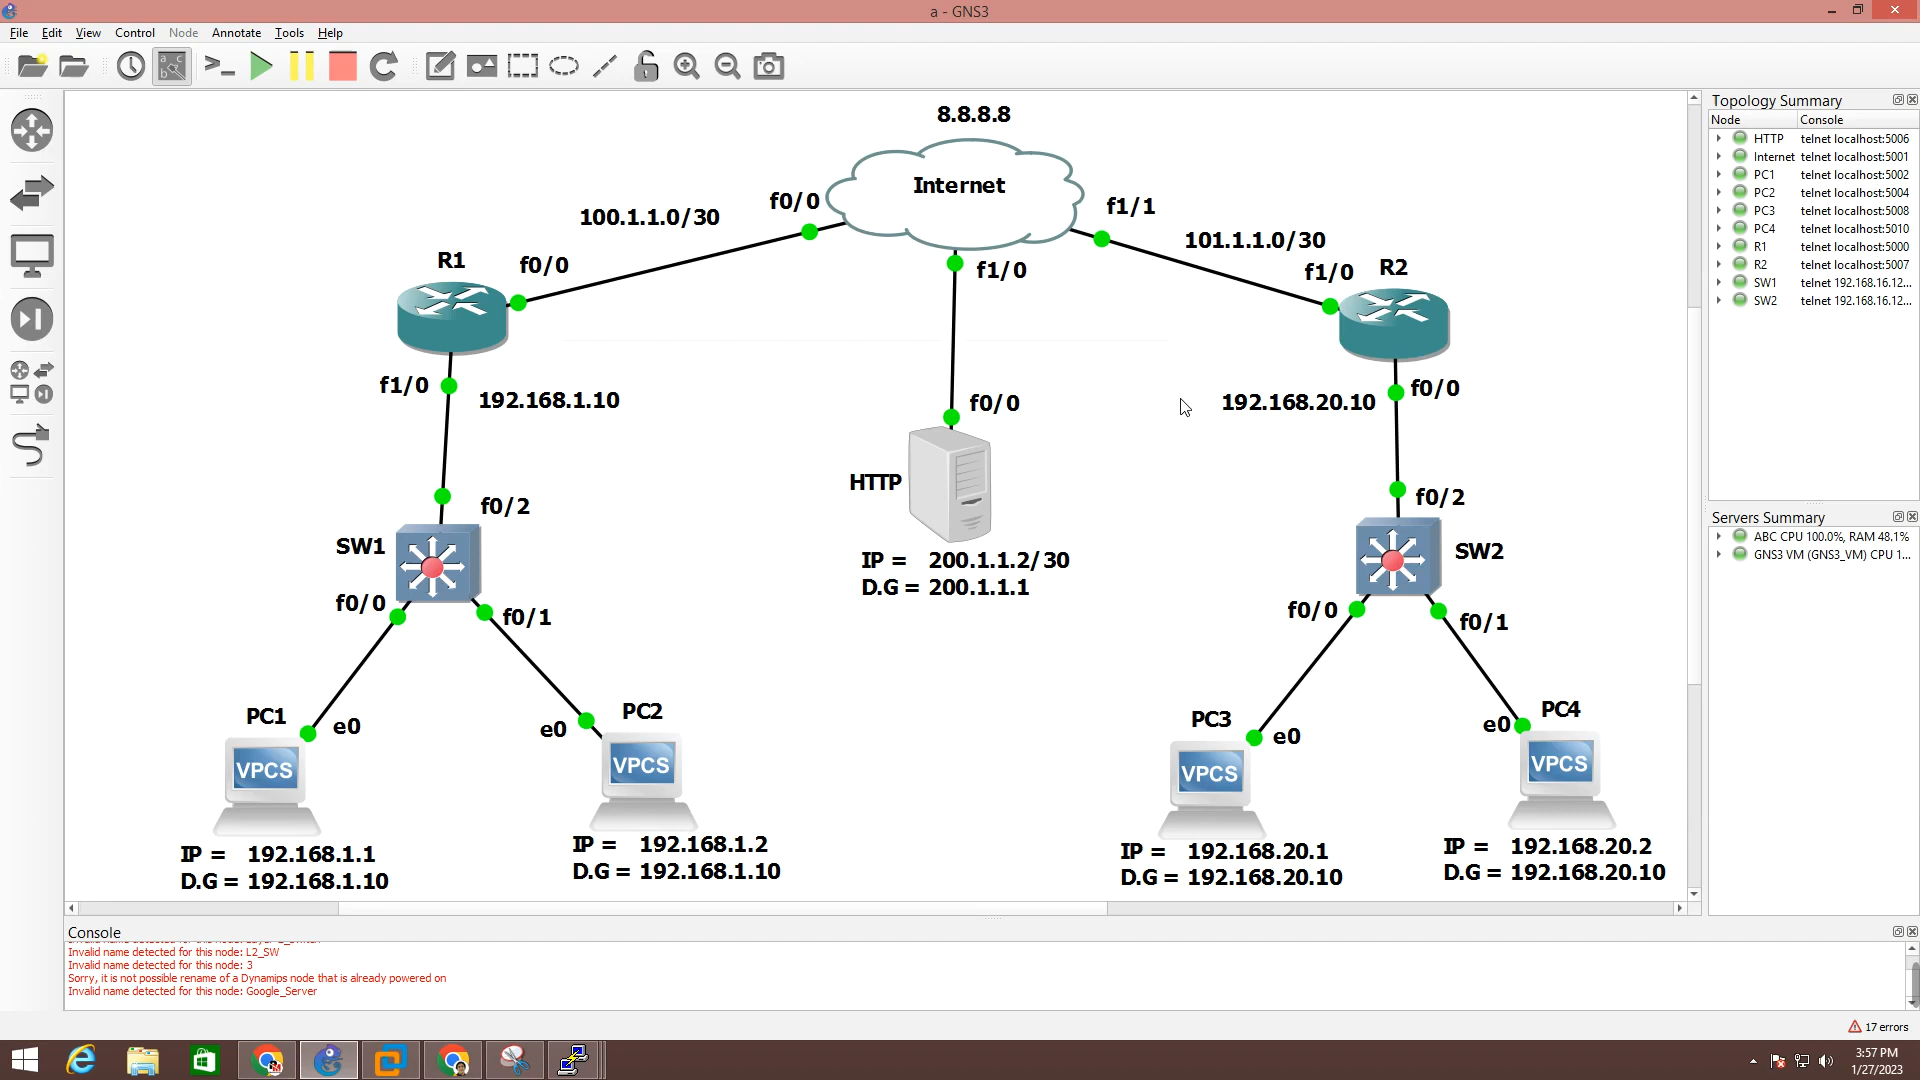 a - GNS3
File Edit View Control Node Annotate Tools Help
Topology Summary
Node Console
HTTP telnet localhost:5006
Internet telnet localhost:5001
PC1 telnet localhost:5002
PC2 telnet localhost:5004
PC3 telnet localhost:5008
PC4 telnet localhost:5010
R1 telnet localhost:5000
R2 telnet localhost:5007
SW1 telnet 192.168.16.12...
SW2 telnet 192.168.16.12...
Servers Summary
ABC CPU 100.0%, RAM 48.1%
GNS3 VM (GNS3_VM) CPU 1...
8.8.8.8
Internet
f0/0
f1/1
100.1.1.0/30
101.1.1.0/30
R1
f0/0
f1/0
f1/0
R2
f1/0
192.168.1.10
f0/0
192.168.20.10
f0/0
f0/2
HTTP
f0/2
SW1
IP = 200.1.1.2/30
D.G = 200.1.1.1
SW2
f0/0
f0/1
f0/0
f0/1
PC1
e0
e0
PC2
PC3
e0
e0
PC4
VPCS
VPCS
VPCS
VPCS
IP = 192.168.1.1
D.G = 192.168.1.10
IP = 192.168.1.2
D.G = 192.168.1.10
IP = 192.168.20.1
D.G = 192.168.20.10
IP = 192.168.20.2
D.G = 192.168.20.10
Console
Invalid name detected for this node: L2_SW
Invalid name detected for this node: 3
Sorry, it is not possible rename of a Dynamips node that is already powered on
Invalid name detected for this node: Google_Server
17 errors
3:57 PM
1/27/2023